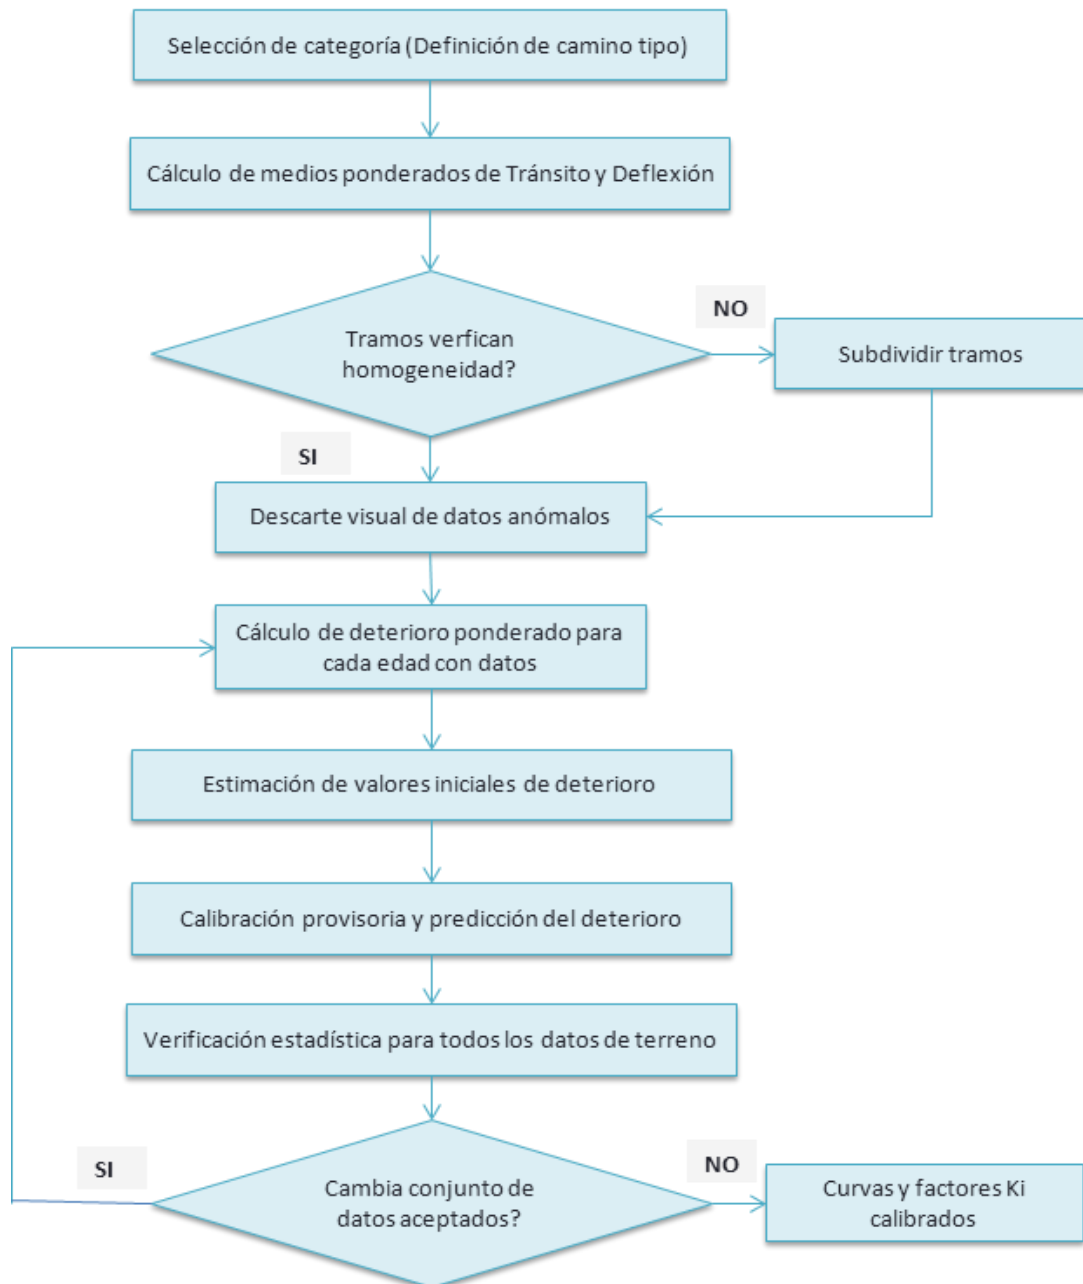 Selección de categoría (Definición de camino tipo)
Cálculo de medios ponderados de Tránsito y Deflexión
Tramos verfican
homogeneidad?
NO
Subdividir tramos
SI
Descarte visual de datos anómalos
Cálculo de deterioro ponderado para
cada edad con datos
Estimación de valores iniciales de deterioro
Calibración provisoria y predicción del deterioro
Verificación estadística para todos los datos de terreno
SI
Cambia conjunto de
datos aceptados?
NO
Curvas y factores Ki
calibrados